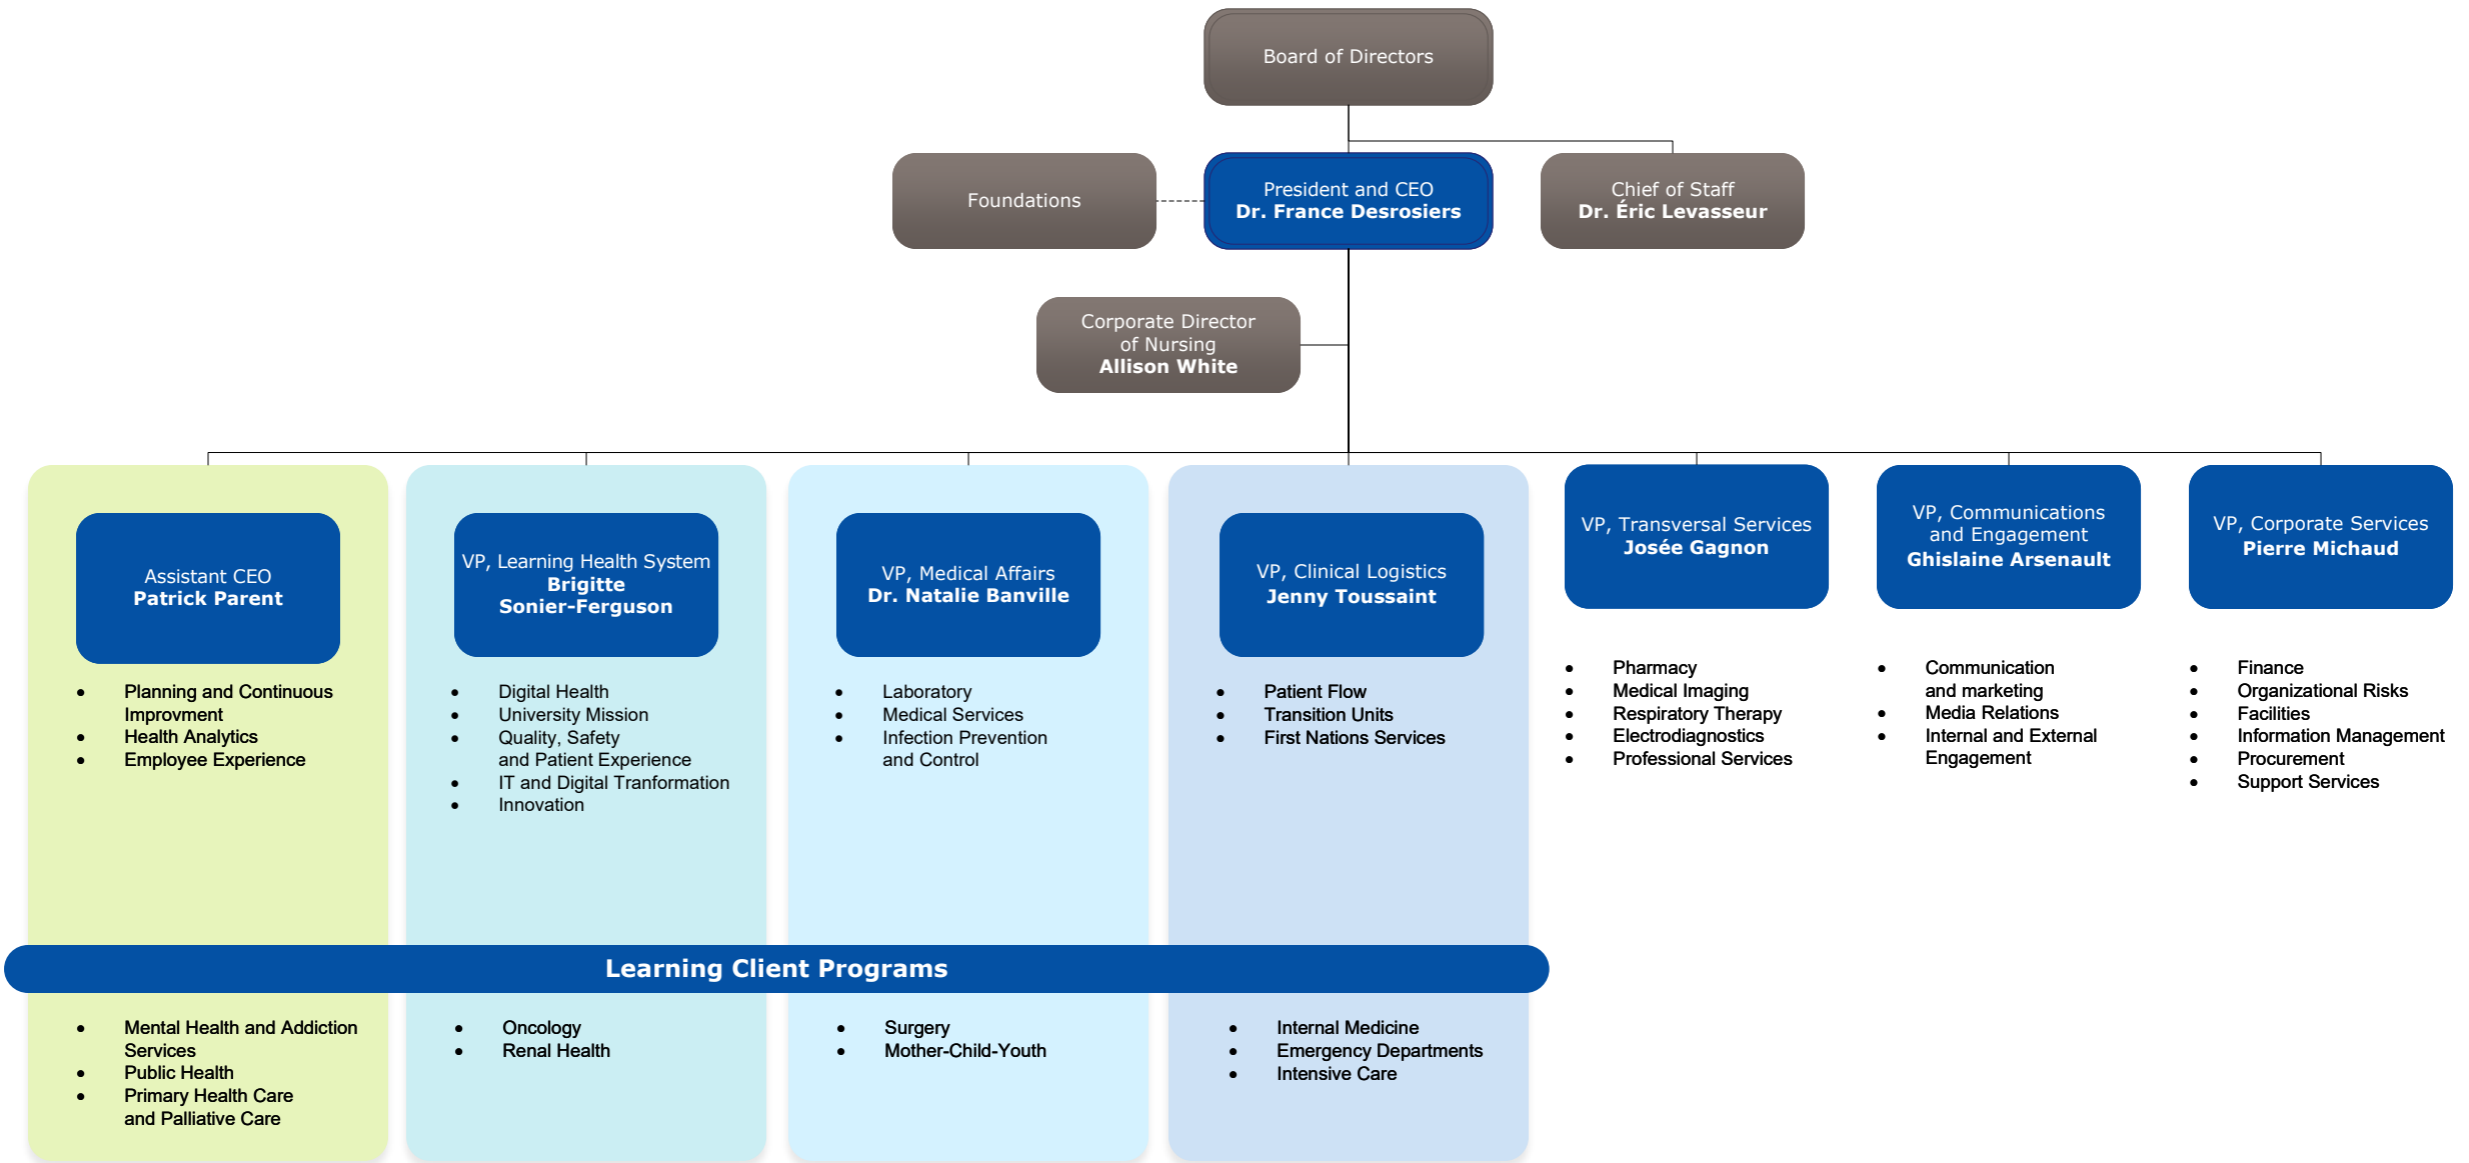 Board of Directors
Foundations
President and CEO
Dr. France Desrosiers
Chief of Staff
Dr. Éric Levasseur
Corporate Director
of Nursing
Allison White
Assistant CEO
Patrick Parent
VP, Learning Health System
Brigitte
Sonier-Ferguson
VP, Medical Affairs
Dr. Natalie Banville
VP, Clinical Logistics
Jenny Toussaint
VP, Transversal Services
Josée Gagnon
VP, Communications
and Engagement
Ghislaine Arsenault
VP, Corporate Services
Pierre Michaud
• Planning and Continuous
Improvment
• Health Analytics
• Employee Experience
• Digital Health
• University Mission
• Quality, Safety
and Patient Experience
• IT and Digital Tranformation
• Innovation
• Laboratory
• Medical Services
• Infection Prevention
and Control
• Patient Flow
• Transition Units
• First Nations Services
• Pharmacy
• Medical Imaging
• Respiratory Therapy
• Electrodiagnostics
• Professional Services
• Communication
and marketing
• Media Relations
• Internal and External
Engagement
• Finance
• Organizational Risks
• Facilities
• Information Management
• Procurement
• Support Services
Learning Client Programs
• Mental Health and Addiction
Services
• Public Health
• Primary Health Care
and Palliative Care
• Oncology
• Renal Health
• Surgery
• Mother-Child-Youth
• Internal Medicine
• Emergency Departments
• Intensive Care